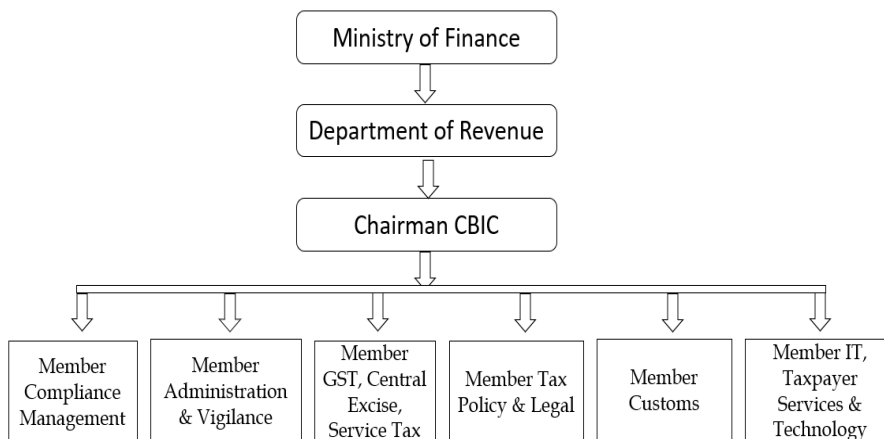 Ministry of Finance
Department of Revenue
Chairman CBIC
Member
Compliance
Management
Member
Administration
& Vigilance
Member
GST, Central
Excise,
Service Tax
Member Tax
Policy & Legal
Member
Customs
Member IT,
Taxpayer
Services &
Technology